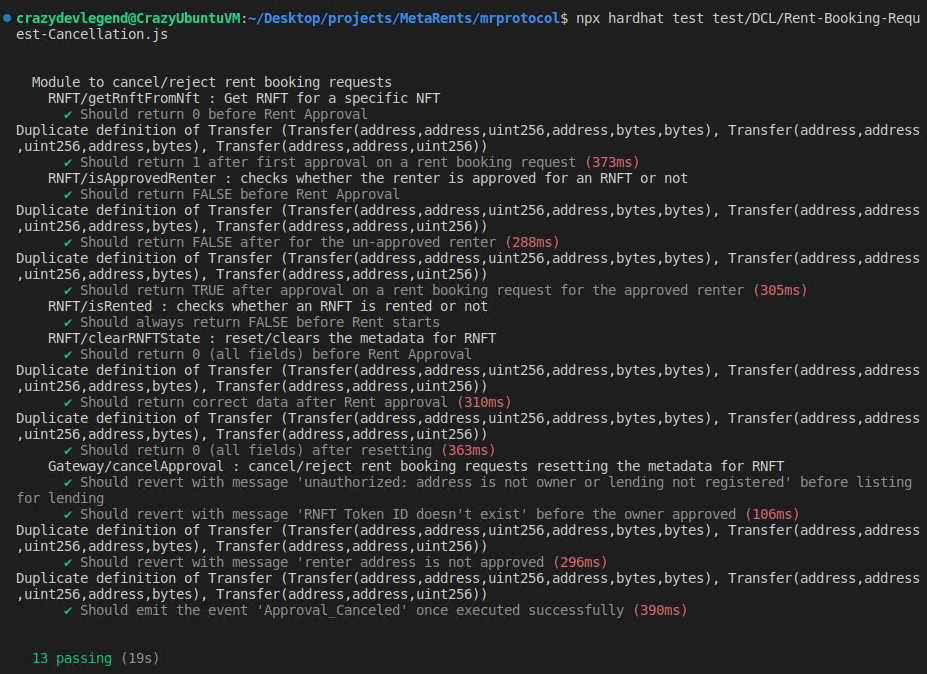 crazydevlegend@CrazyUbuntuVM:~/Desktop/projects/MetaRents/mrprotocol$ npx hardhat test test/DCL/Rent-Booking-Requ
est-Cancellation.js
Module to cancel/reject rent booking requests
RNFT/getRnftFromNft : Get RNFT for a specific NFT
✔ Should return 0 before Rent Approval
Duplicate definition of Transfer (Transfer(address,address,uint256,address,bytes,bytes), Transfer(address,address
,uint256,address,bytes), Transfer(address,address,uint256))
✔ Should return 1 after first approval on a rent booking request (373ms)
RNFT/isApprovedRenter : checks whether the renter is approved for an RNFT or not
✔ Should return FALSE before Rent Approval
Duplicate definition of Transfer (Transfer(address,address,uint256,address,bytes,bytes), Transfer(address,address
,uint256,address,bytes), Transfer(address,address,uint256))
✔ Should return FALSE after for the un-approved renter (288ms)
Duplicate definition of Transfer (Transfer(address,address,uint256,address,bytes,bytes), Transfer(address,address
,uint256,address,bytes), Transfer(address,address,uint256))
✔ Should return TRUE after approval on a rent booking request for the approved renter (305ms)
RNFT/isRented : checks whether an RNFT is rented or not
✔ Should always return FALSE before Rent starts
RNFT/clearRNFTState : reset/clears the metadata for RNFT
✔ Should return 0 (all fields) before Rent Approval
Duplicate definition of Transfer (Transfer(address,address,uint256,address,bytes,bytes), Transfer(address,address
,uint256,address,bytes), Transfer(address,address,uint256))
✔ Should return correct data after Rent approval (310ms)
Duplicate definition of Transfer (Transfer(address,address,uint256,address,bytes,bytes), Transfer(address,address
,uint256,address,bytes), Transfer(address,address,uint256))
✔ Should return 0 (all fields) after resetting (363ms)
Gateway/cancelApproval : cancel/reject rent booking requests resetting the metadata for RNFT
✔ Should revert with message 'unauthorized: address is not owner or lending not registered' before listing
for lending
✔ Should revert with message 'RNFT Token ID doesn't exist' before the owner approved (106ms)
Duplicate definition of Transfer (Transfer(address,address,uint256,address,bytes,bytes), Transfer(address,address
,uint256,address,bytes), Transfer(address,address,uint256))
✔ Should revert with message 'renter address is not approved (296ms)
Duplicate definition of Transfer (Transfer(address,address,uint256,address,bytes,bytes), Transfer(address,address
,uint256,address,bytes), Transfer(address,address,uint256))
✔ Should emit the event 'Approval_Canceled' once executed successfully (390ms)
13 passing (19s)